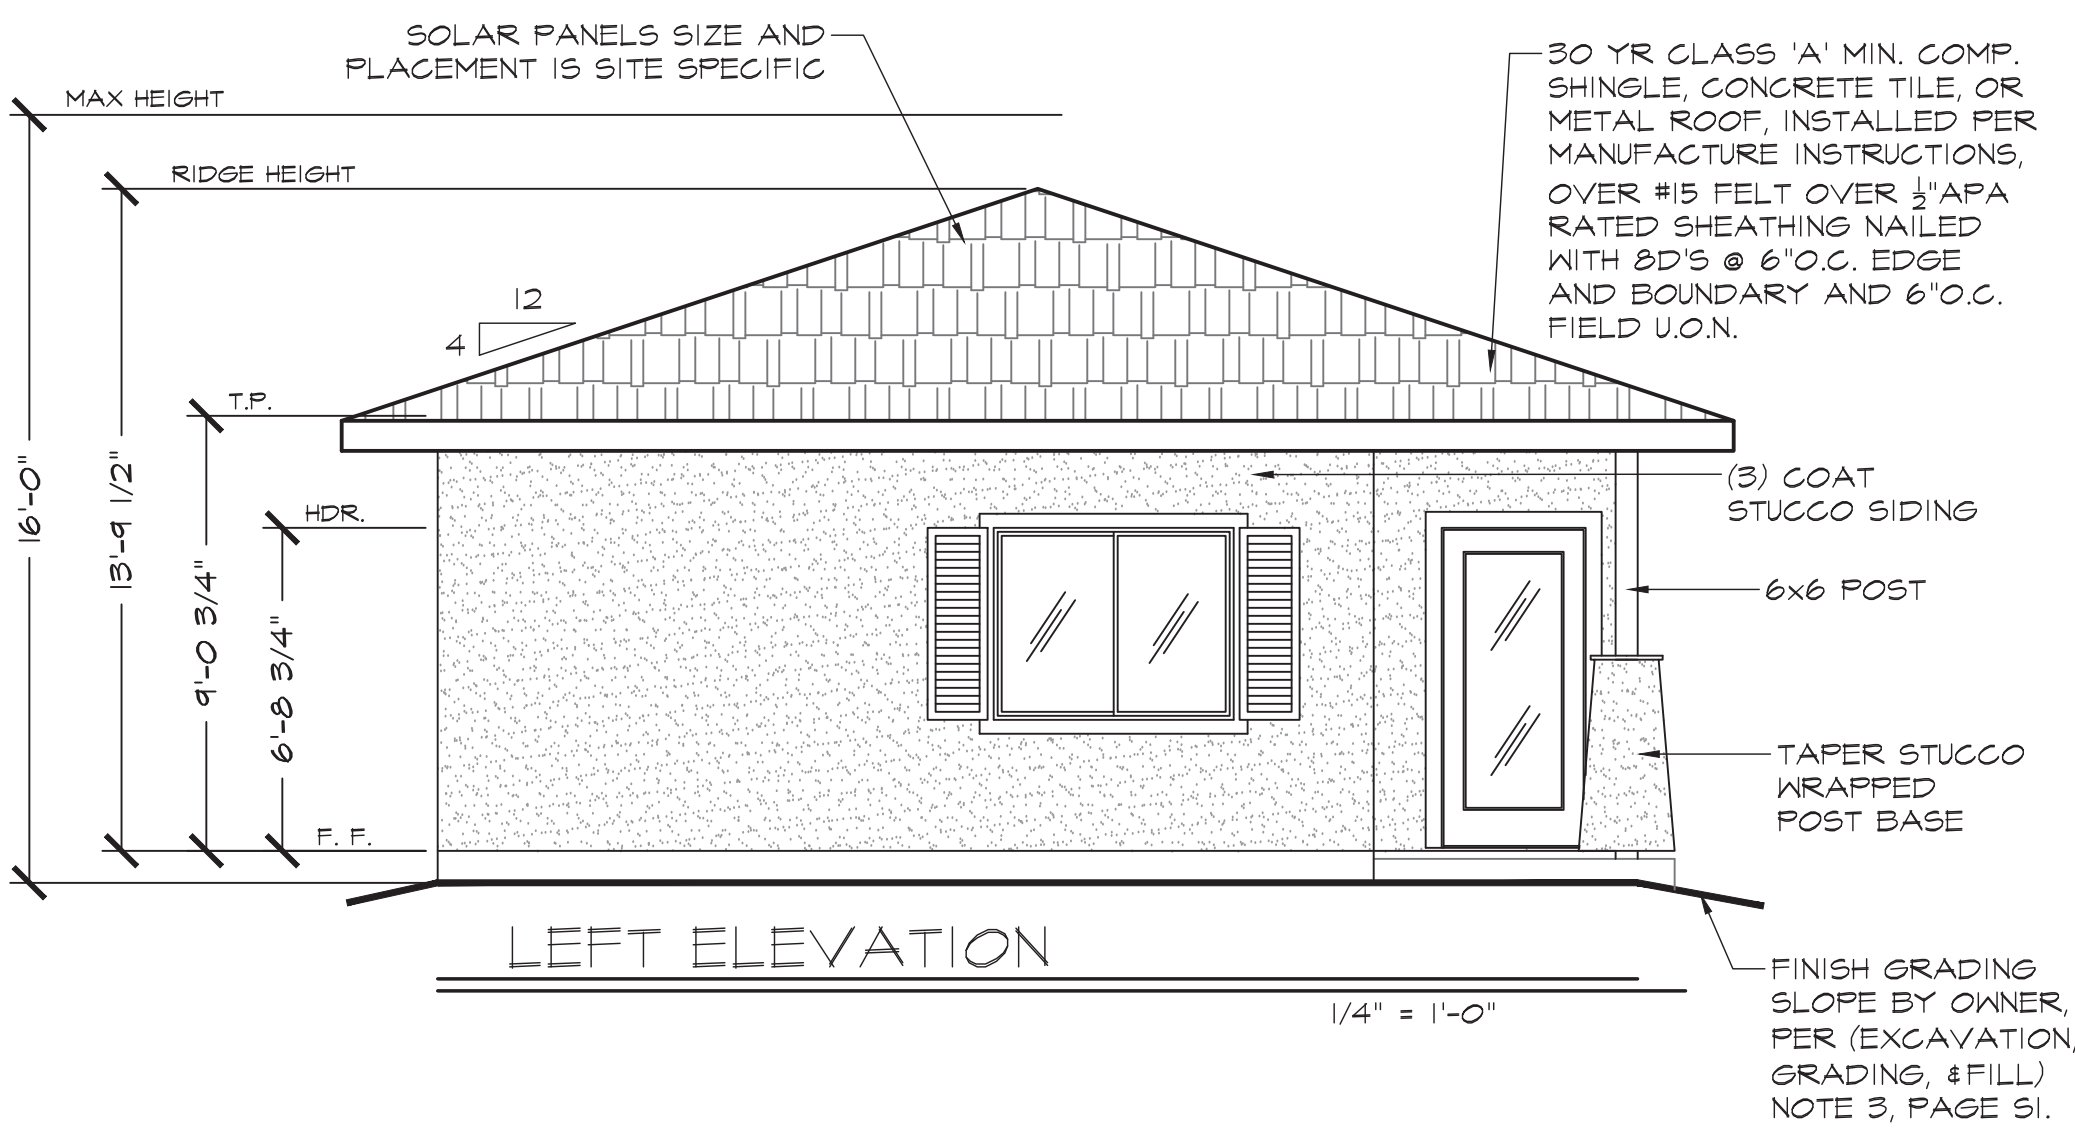 SOLAR PANELS SIZE AND
PLACEMENT IS SITE SPECIFIC
30 YR CLASS 'A' MIN. COMP.
SHINGLE, CONCRETE TILE, OR
METAL ROOF, INSTALLED PER
MANUFACTURE INSTRUCTIONS,
OVER #15 FELT OVER 1/2"APA
RATED SHEATHING NAILED
WITH 8D'S @ 6"O.C. EDGE
AND BOUNDARY AND 6"O.C.
FIELD U.O.N.
MAX HEIGHT
RIDGE HEIGHT
12
4
T.P.
HDR.
F. F.
16'-0"
13'-9 1/2"
9'-0 3/4"
6'-8 3/4"
(3) COAT
STUCCO SIDING
6x6 POST
TAPER STUCCO
WRAPPED
POST BASE
LEFT ELEVATION
1/4" = 1'-0"
FINISH GRADING
SLOPE BY OWNER,
PER (EXCAVATION,
GRADING, & FILL)
NOTE 3, PAGE S1.